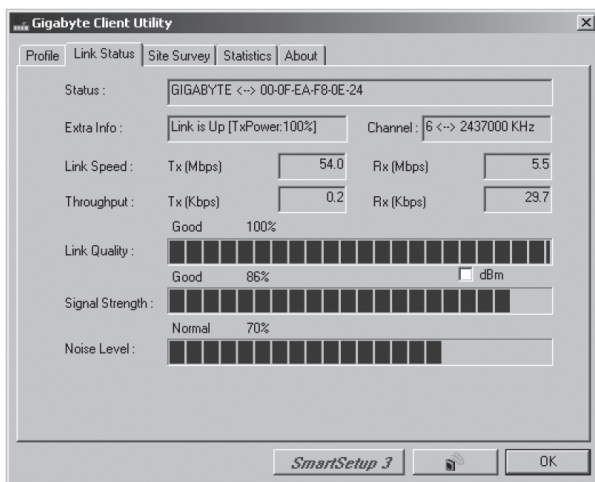 Gigabyte Client Utility
Profile Link Status Site Survey Statistics About
Status : GIGABYTE <--> 00-0F-EA-F8-0E-24
Extra Info : Link is Up [TxPower:100%] Channel : 6 <--> 2437000 KHz
Link Speed : Tx (Mbps) 54.0 Rx (Mbps) 5.5
Throughput : Tx (Kbps) 0.2 Rx (Kbps) 29.7
Good 100%
Link Quality :
Good 86% dBm
Signal Strength :
Normal 70%
Noise Level :
SmartSetup 3 OK